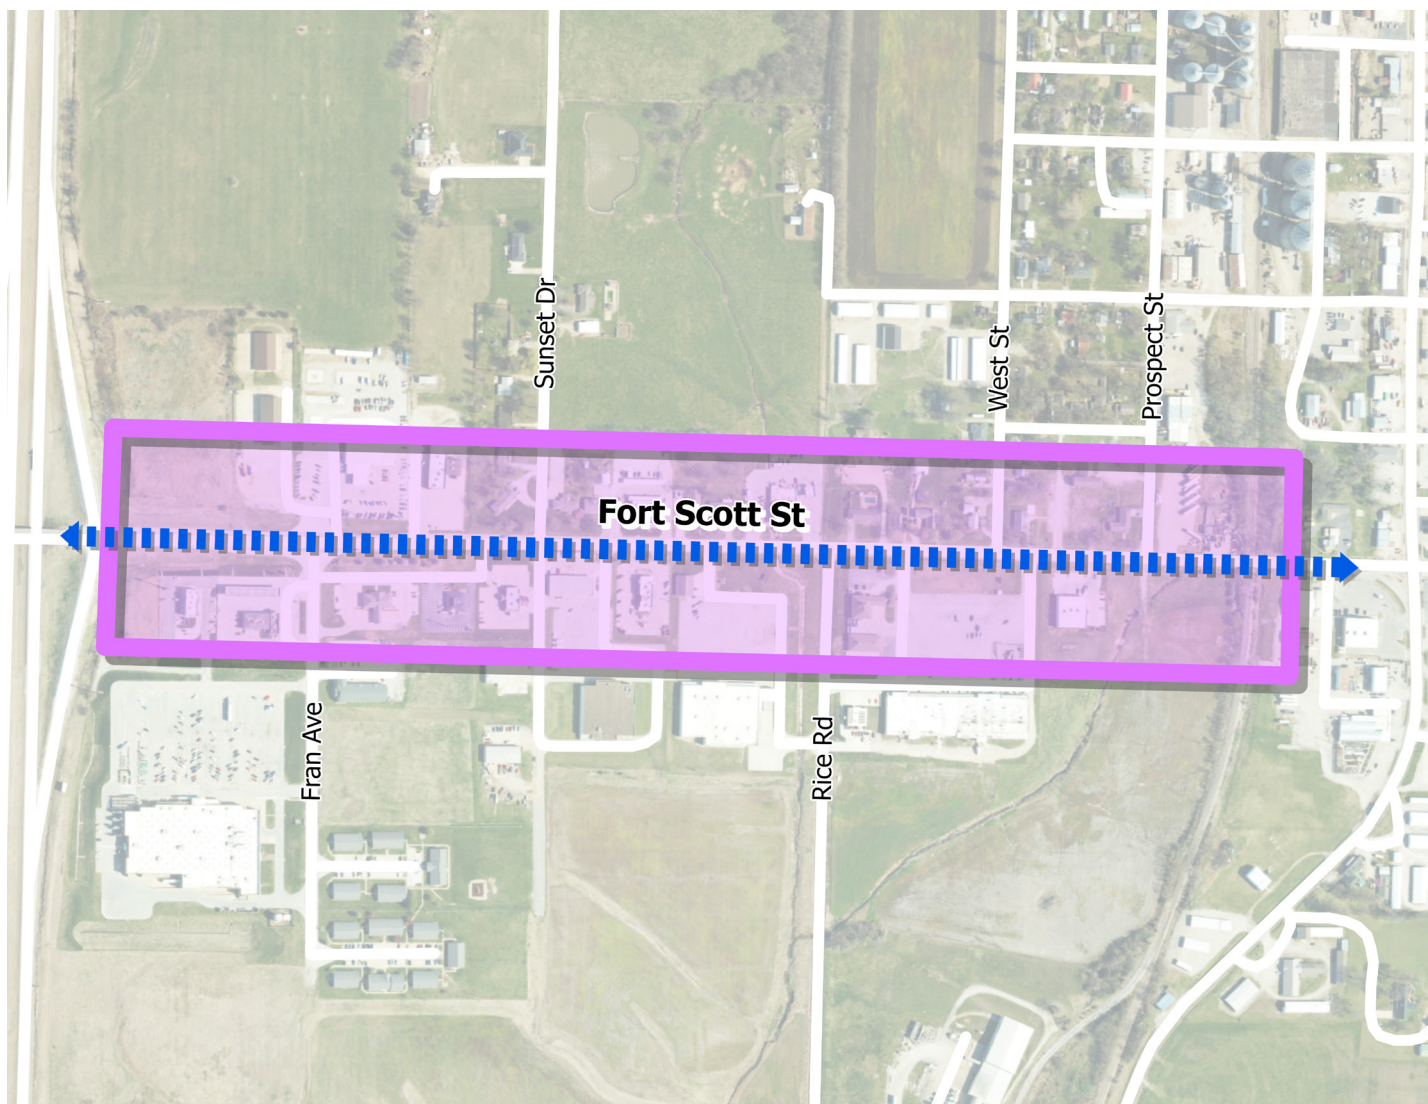 Sunset Dr
West St
Prospect St
Fort Scott St
Fran Ave
Rice Rd